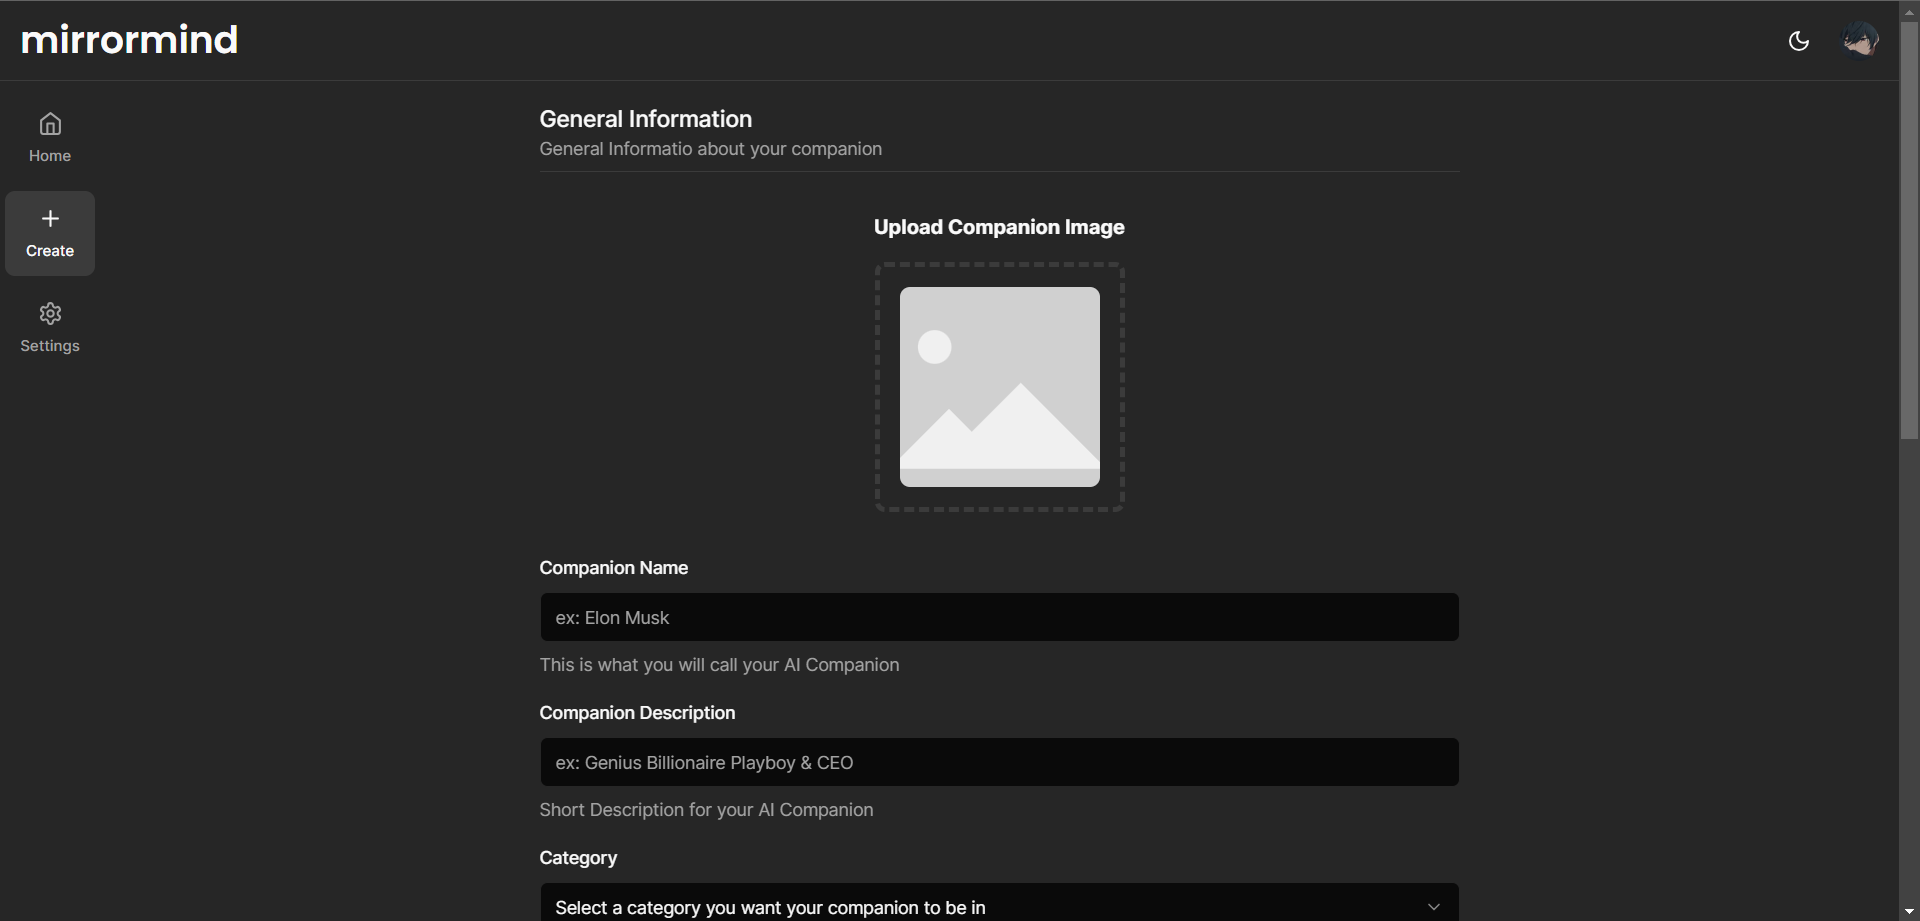 mirrormind
Home
Create
Settings
General Information
General Informatio about your companion
Upload Companion Image
Companion Name
ex: Elon Musk
This is what you will call your AI Companion
Companion Description
ex: Genius Billionaire Playboy & CEO
Short Description for your AI Companion
Category
Select a category you want your companion to be in